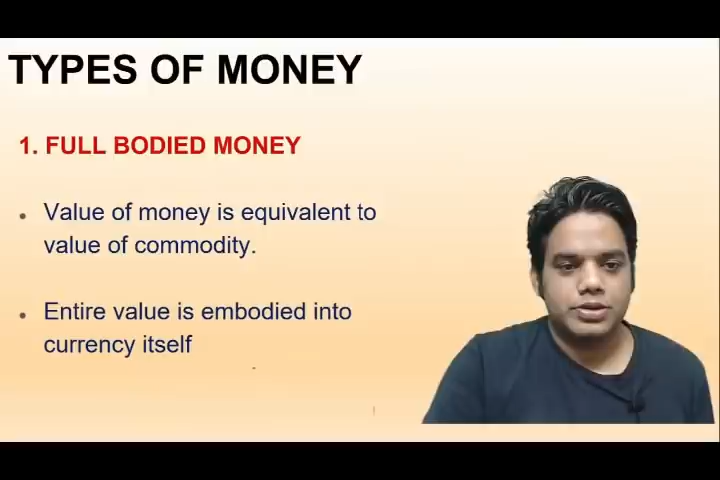 TYPES OF MONEY
1. FULL BODIED MONEY
• Value of money is equivalent to
value of commodity.
• Entire value is embodied into
currency itself